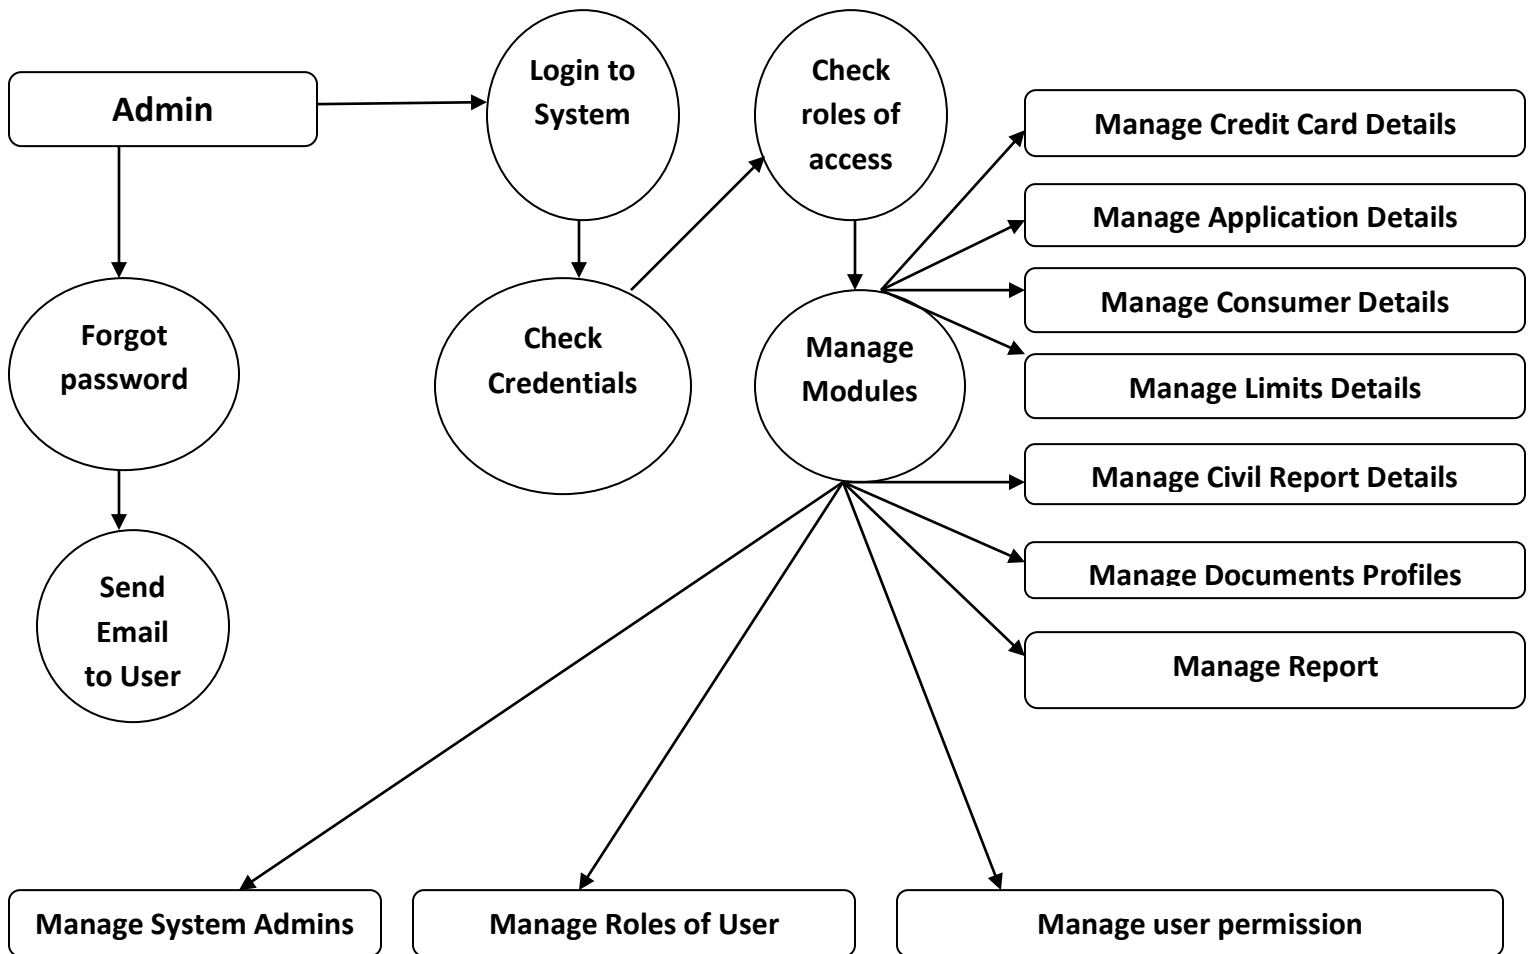 Admin
Login to
System
Check
roles of
access
Manage Credit Card Details
Manage Application Details
Manage Consumer Details
Manage Limits Details
Forgot
password
Check
Credentials
Manage
Modules
Manage Civil Report Details
Manage Documents Profiles
Manage Report
Send
Email
to User
Manage System Admins
Manage Roles of User
Manage user permission